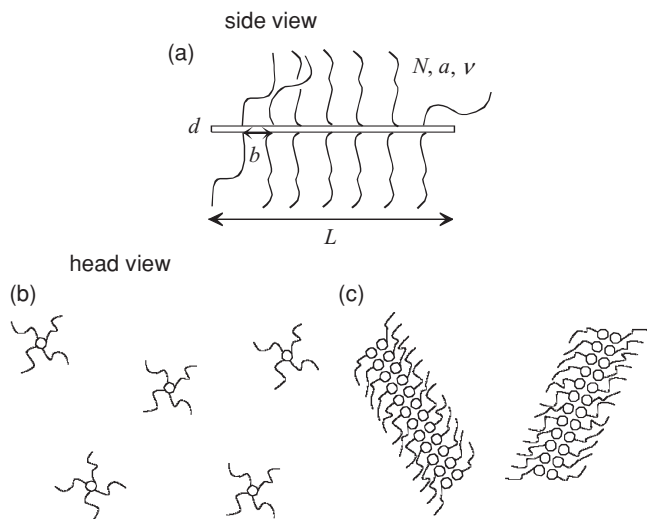 side view
(a)
N, a, ν
d
b
L
head view
(b)
(c)